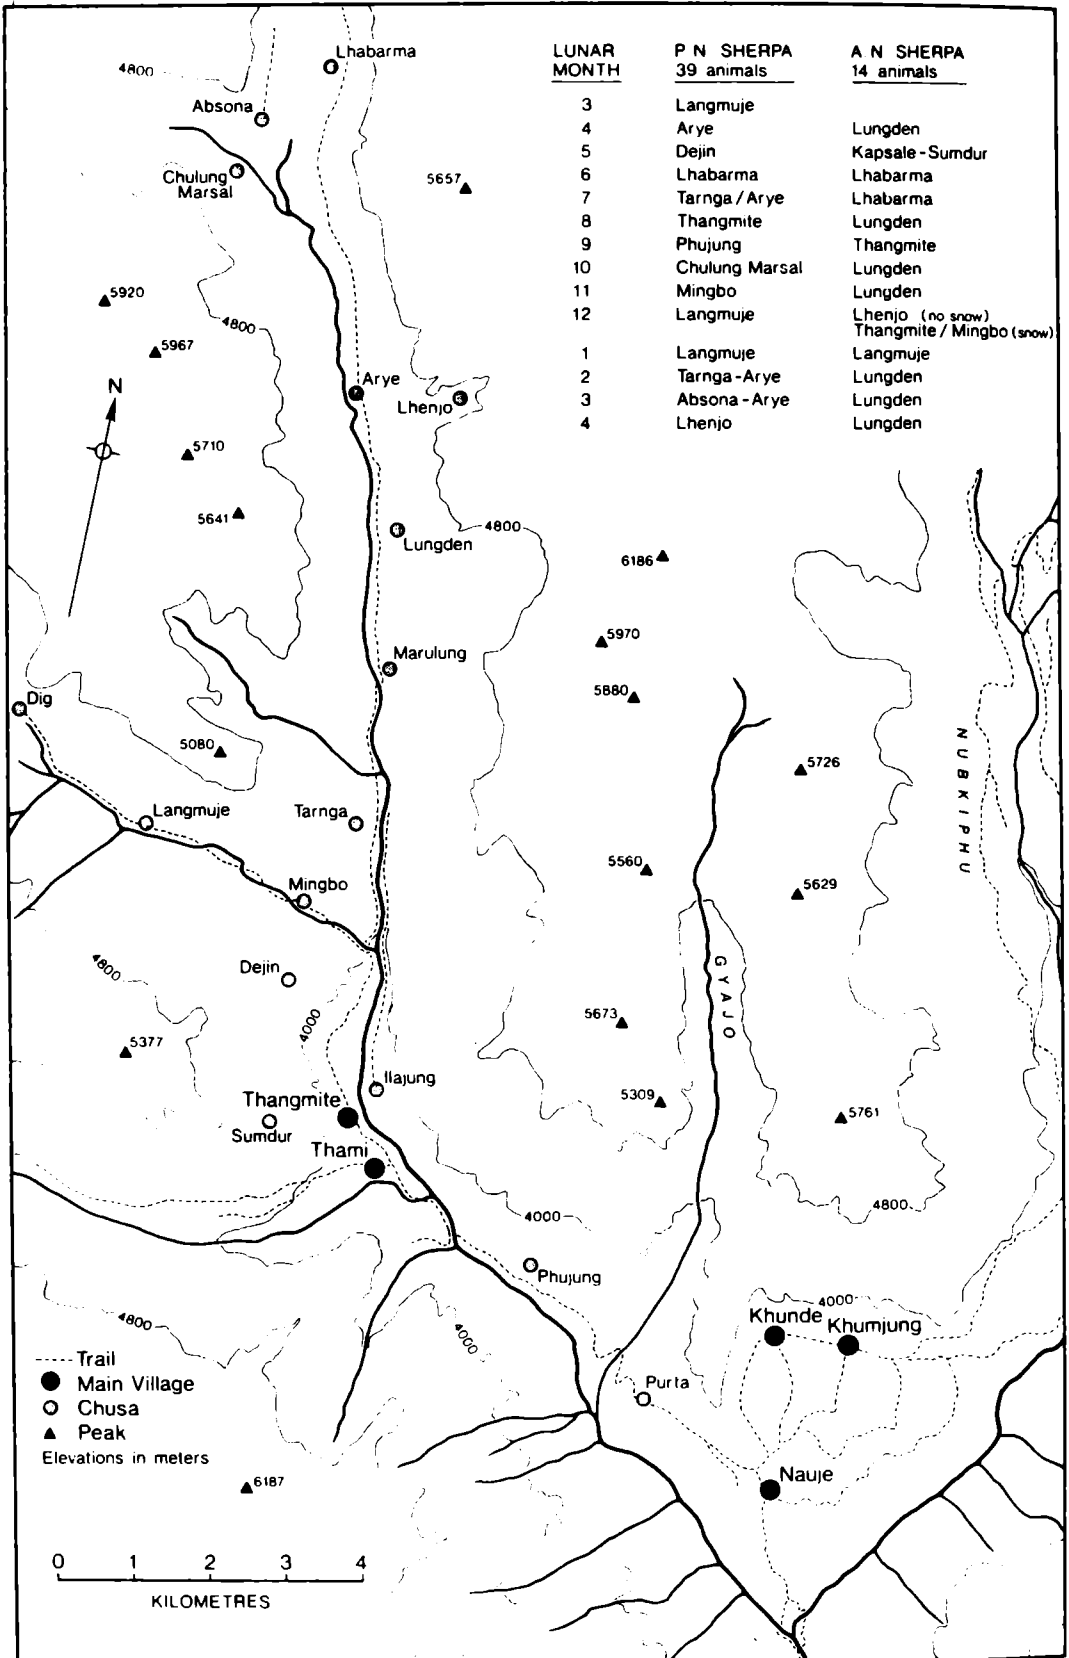 LUNAR MONTH P N SHERPA 39 animals A N SHERPA 14 animals
3 Langmuje
4 Arye Lungden
5 Dejin Kapsale-Sumdur
6 Lhabarma Lhabarma
7 Tarnga/Arye Lhabarma
8 Thangmite Lungden
9 Phujung Thangmite
10 Chulung Marsal Lungden
11 Mingbo Lungden
12 Langmuje Lhenjo (no snow)
Thangmite/Mingbo (snow)
1 Langmuje Langmuje
2 Tarnga-Arye Lungden
3 Absona-Arye Lungden
4 Lhenjo Lungden
Lhabarma
4800
Absona
Chulung
Marsal
5657
5920
4800
5967
N
Arye
Lhenjo
5710
5641
4800
Lungden
6186
5970
Marulung
5880
Dig
NUBKIPHU
5080
5726
Langmuje
Tarnga
5560
5629
Mingbo
4800
Dejin
GYAJO
5673
4000
5377
Ilajung
5309
Thangmite
5761
Sumdur
Thami
4800
4000
Phujung
4000
4800
Khunde
Khumjung
4000
Purta
Trail
Main Village
Chusa
Peak
Elevations in meters
Nauje
6187
0 1 2 3 4
KILOMETRES